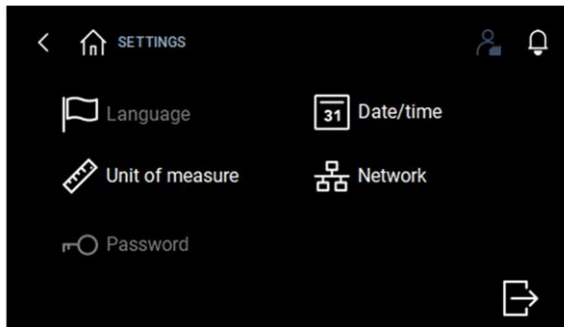 SETTINGS
Language
31 Date/time
Unit of measure
Network
Password